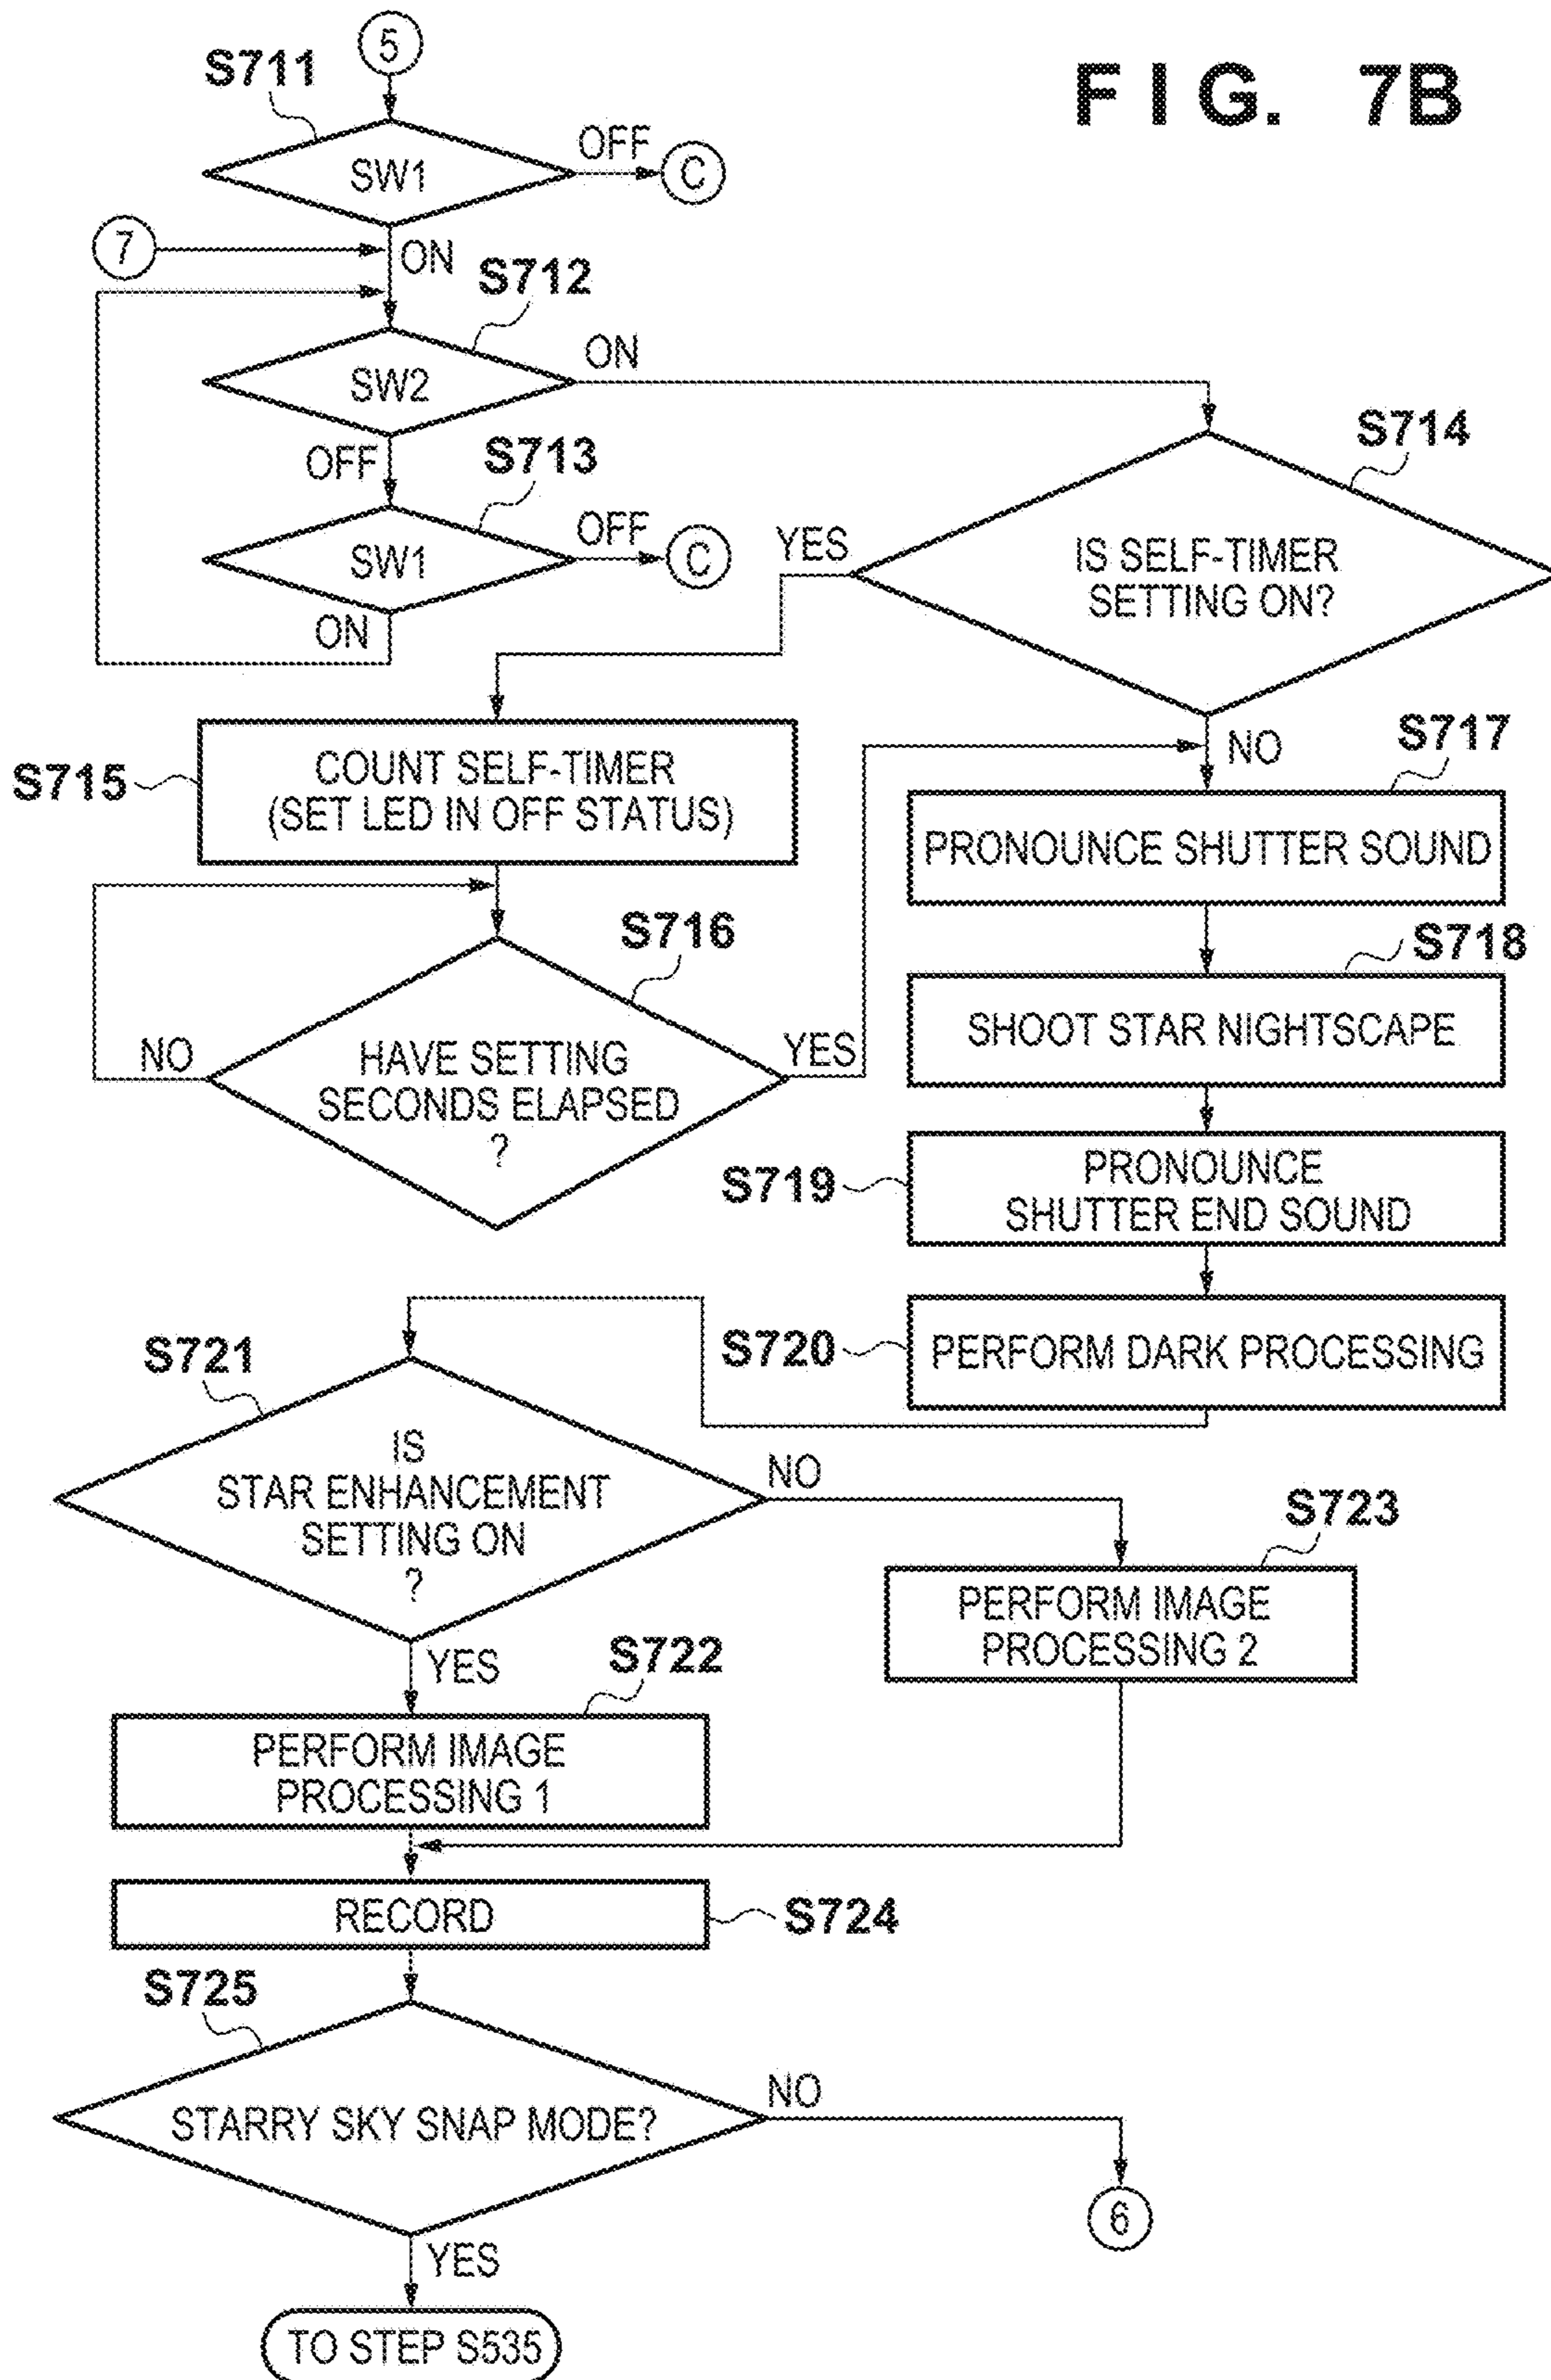 FIG. 7B
5
S711
SW1
OFF
C
7
ON
S712
SW2
ON
OFF
S713
SW1
OFF
C
ON
S714
IS SELF-TIMER
SETTING ON?
YES
NO
S715
COUNT SELF-TIMER
(SET LED IN OFF STATUS)
S716
HAVE SETTING
SECONDS ELAPSED
?
NO
YES
S717
PRONOUNCE SHUTTER SOUND
S718
SHOOT STAR NIGHTSCAPE
S719
PRONOUNCE
SHUTTER END SOUND
S720
PERFORM DARK PROCESSING
S721
IS
STAR ENHANCEMENT
SETTING ON
?
NO
YES
S723
PERFORM IMAGE
PROCESSING 2
S722
PERFORM IMAGE
PROCESSING 1
RECORD
S724
S725
STARRY SKY SNAP MODE?
NO
6
YES
TO STEP S535